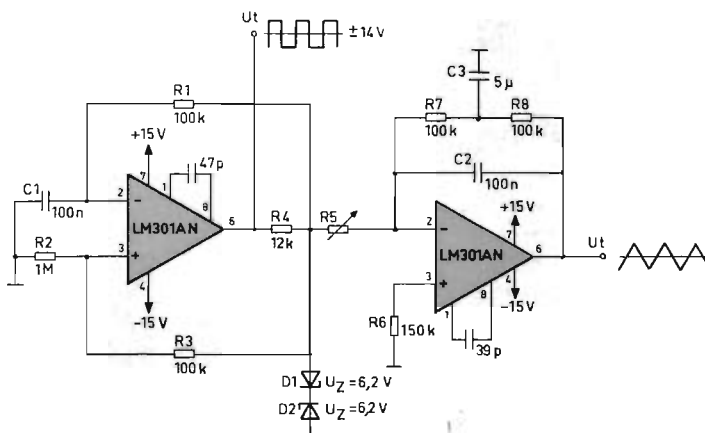 Ut
±14V
C3
5µ
R1
100k
R7
100k
R8
100k
+15V
47p
7
1
8
C1
100n
2
−
LM301AN
6
R2
1M
3
+
4
−15V
R4
12k
R5
C2
100n
2
−
LM301AN
+15V
7
6
Ut
3
+
4
−15V
1
8
R6
150k
39p
R3
100k
D1
UZ=6,2V
D2
UZ=6,2V